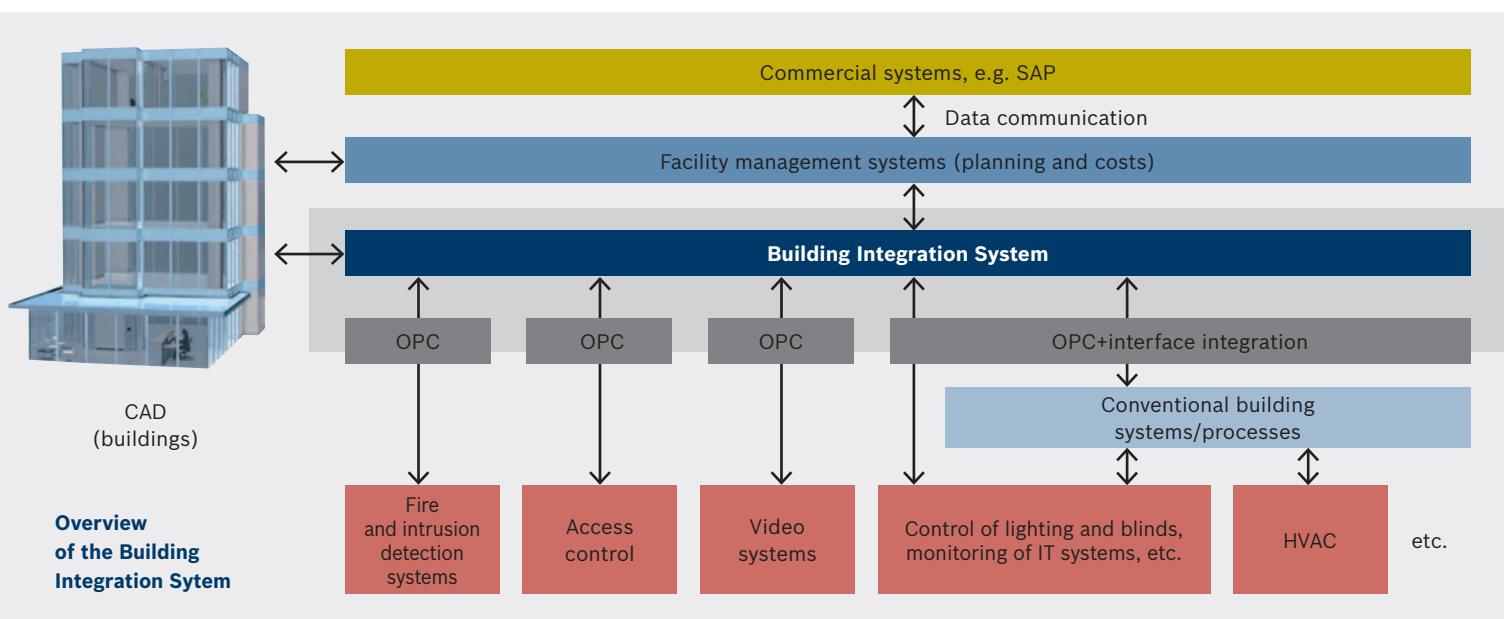 Commercial systems, e.g. SAP
Data communication
Facility management systems (planning and costs)
Building Integration System
OPC
OPC
OPC
OPC+interface integration
CAD
(buildings)
Conventional building
systems/processes
Overview
of the Building
Integration Sytem
Fire
and intrusion
detection
systems
Access
control
Video
systems
Control of lighting and blinds,
monitoring of IT systems, etc.
HVAC
etc.